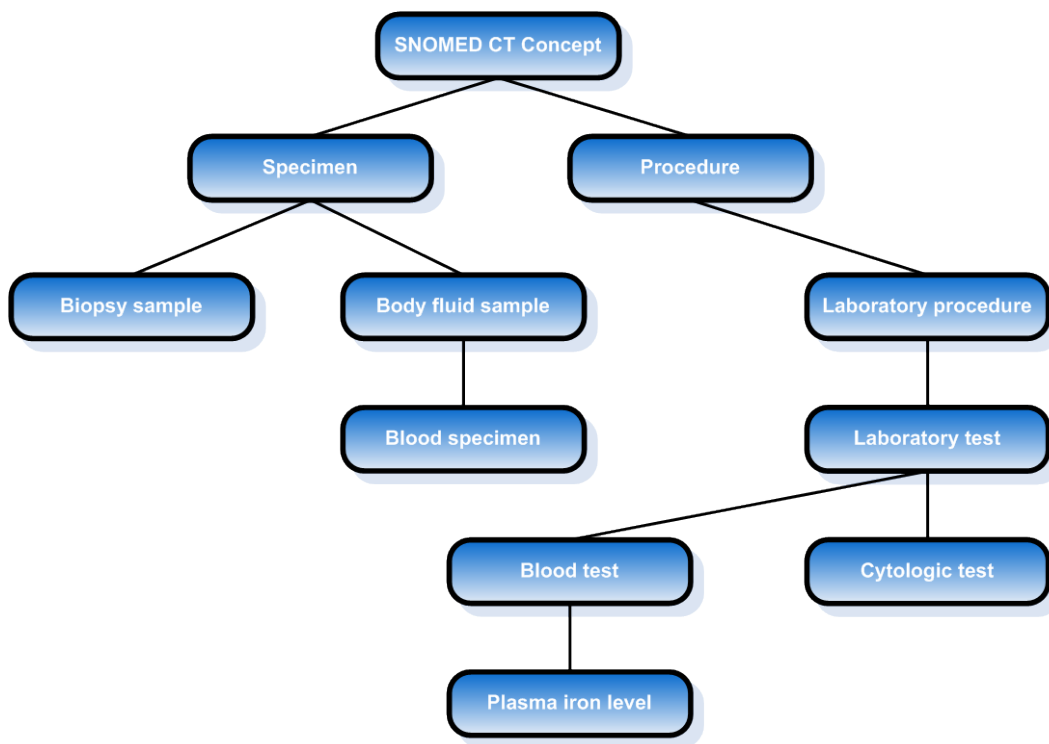 SNOMED CT Concept
Specimen
Procedure
Biopsy sample
Body fluid sample
Laboratory procedure
Blood specimen
Laboratory test
Blood test
Cytologic test
Plasma iron level